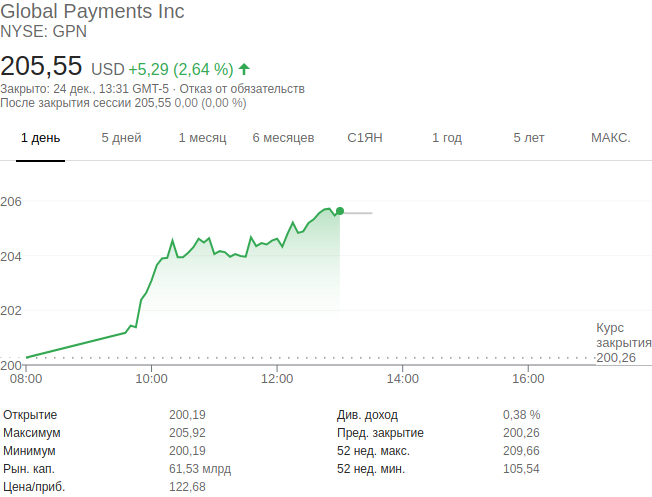 Global Payments Inc
NYSE: GPN
205,55 USD +5,29 (2,64 %)
Закрыто: 24 дек., 13:31 GMT-5 · Отказ от обязательств
После закрытия сессии 205,55 0,00 (0,00 %)
1 день 5 дней 1 месяц 6 месяцев С1ЯН 1 год 5 лет МАКС.
206
204
202
200
Курс
закрытия
200,26
08:00 10:00 12:00 14:00 16:00
Открытие 200,19 Див. доход 0,38 %
Максимум 205,92 Пред. закрытие 200,26
Минимум 200,19 52 нед. макс. 209,66
Рын. кап. 61,53 млрд 52 нед. мин. 105,54
Цена/приб. 122,68